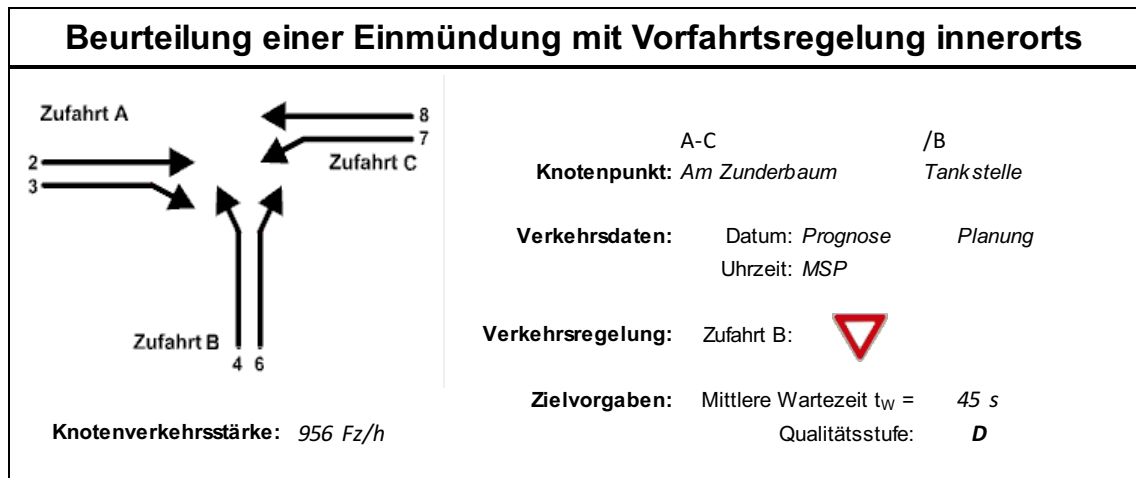 Beurteilung einer Einmündung mit Vorfahrtsregelung innerorts
Zufahrt A
8
7
Zufahrt C
2
3
Zufahrt B
4 6
Knotenverkehrsstärke: 956 Fz/h
A-C /B
Knotenpunkt: Am Zunderbaum Tankstelle
Verkehrsdaten: Datum: Prognose Planung
Uhrzeit: MSP
Verkehrsregelung: Zufahrt B:
Zielvorgaben: Mittlere Wartezeit tW = 45 s
Qualitätsstufe: D